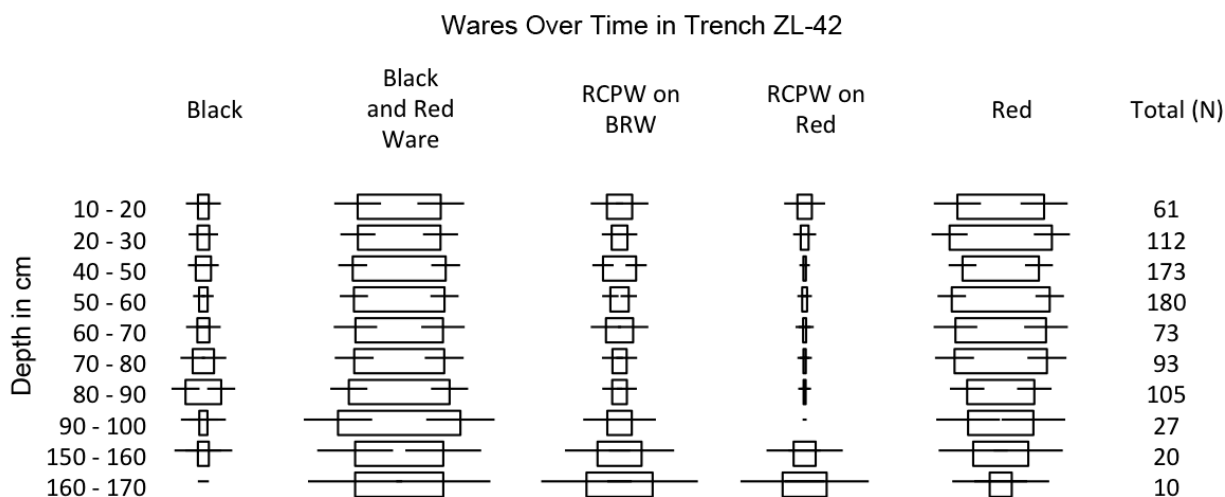 Wares Over Time in Trench ZL-42
Black
Black
and Red
Ware
RCPW on
BRW
RCPW on
Red
Red
Total (N)
Depth in cm
10 - 20 61
20 - 30 112
40 - 50 173
50 - 60 180
60 - 70 73
70 - 80 93
80 - 90 105
90 - 100 27
150 - 160 20
160 - 170 10